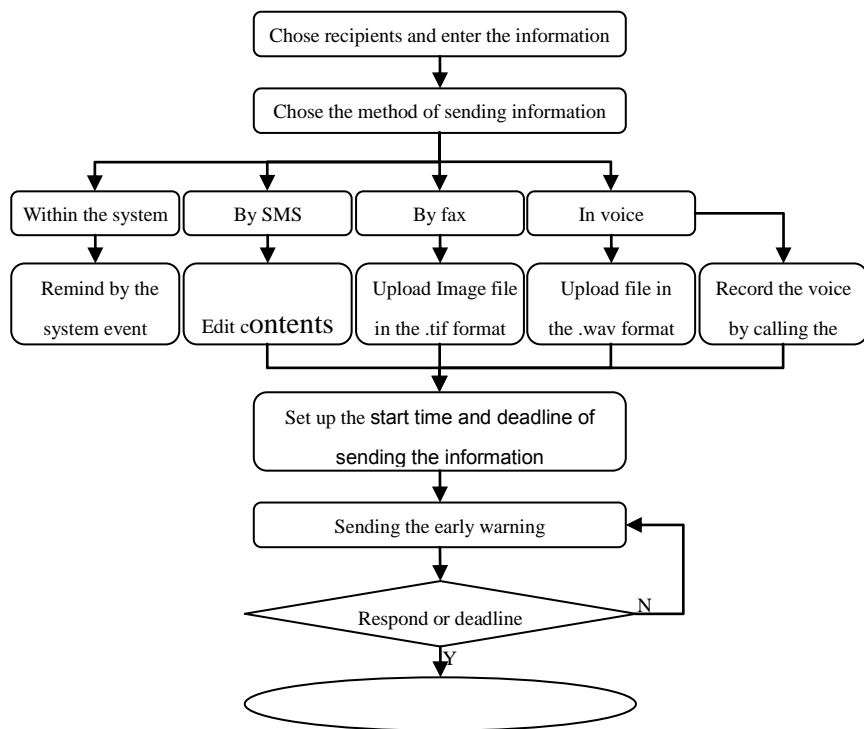 Chose recipients and enter the information
Chose the method of sending information
Within the system
By SMS
By fax
In voice
Remind by the
system event
Edit contents
Upload Image file
in the .tif format
Upload file in
the .wav format
Record the voice
by calling the
Set up the start time and deadline of
sending the information
Sending the early warning
Respond or deadline
N
Y